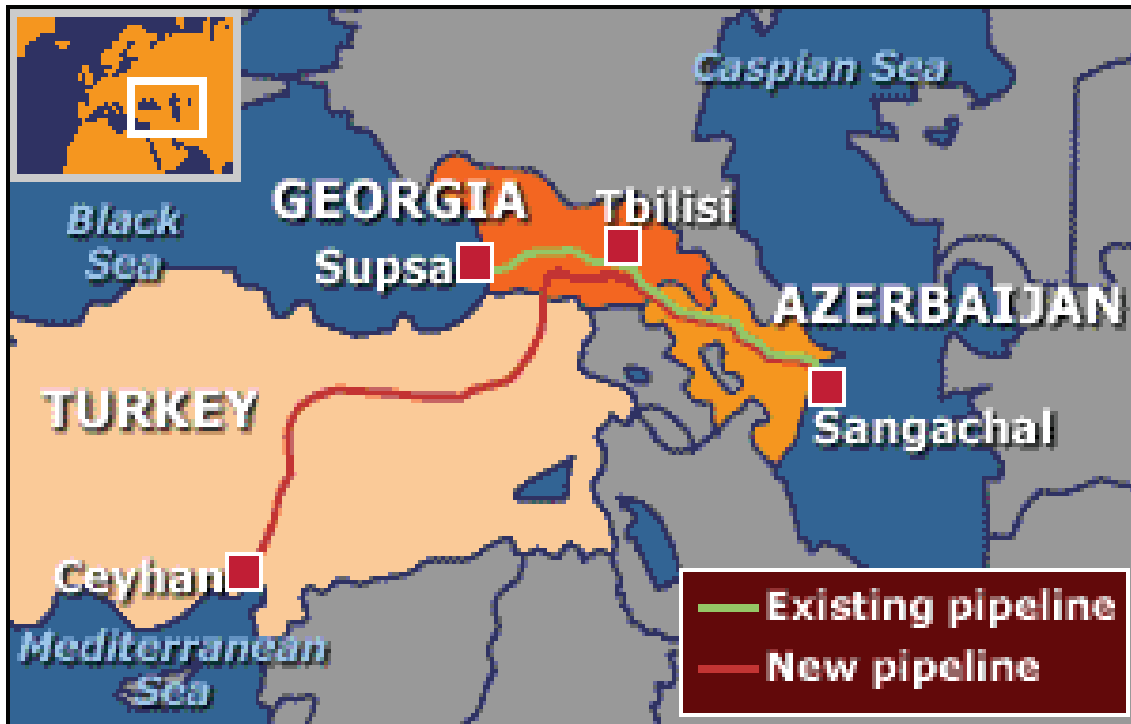 Caspian Sea
Black
Sea
GEORGIA
Tbilisi
Supsa
AZERBAIJAN
TURKEY
Sangachal
Ceyhan
Existing pipeline
New pipeline
Mediterranean
Sea